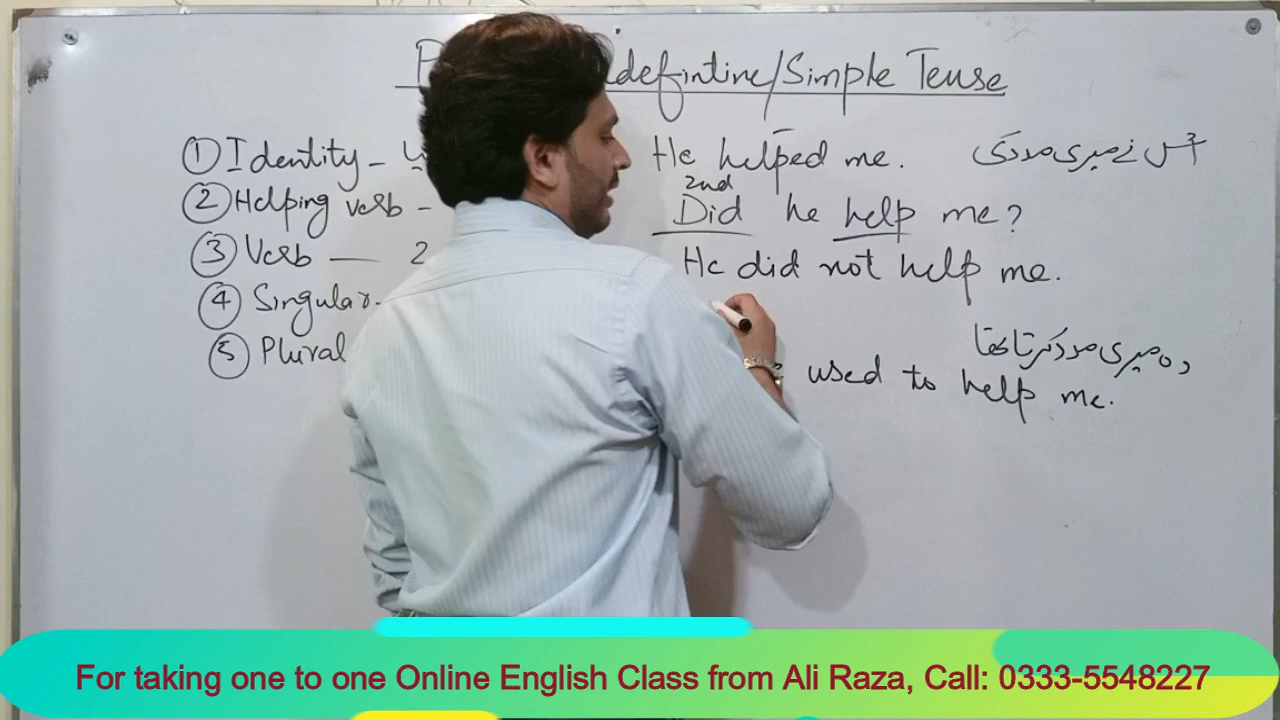 P ndefintine/Simple Tense
① Identity – یا
② Helping verb –
③ Verb — 2
④ Singular –
⑤ Plural
He helped me. اس نے میری مدد کی
2nd
Did he help me?
He did not help me.
وہ میری مدد کرتا تھا
used to help me.
For taking one to one Online English Class from Ali Raza, Call: 0333-5548227